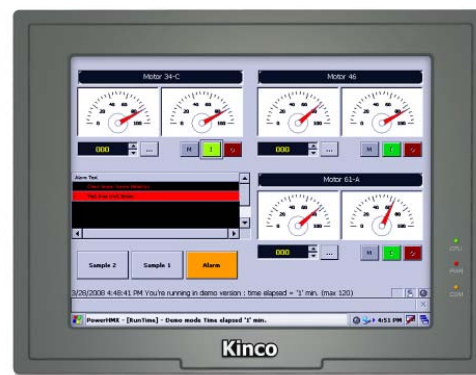 Motor 34-C
Motor 46
000
M
I
000
M
I
Alarm Text
Motor 61-A
000
M
I
Sample 2
Sample 1
Alarm
3/28/2008 4:48:41 PM You're running in demo version : time elapsed = '1' min. (max 120)
PowerHMX - [RunTime] - Demo mode Time elapsed '1' min.
4:51 PM
CPU
PWR
COM
Kinco